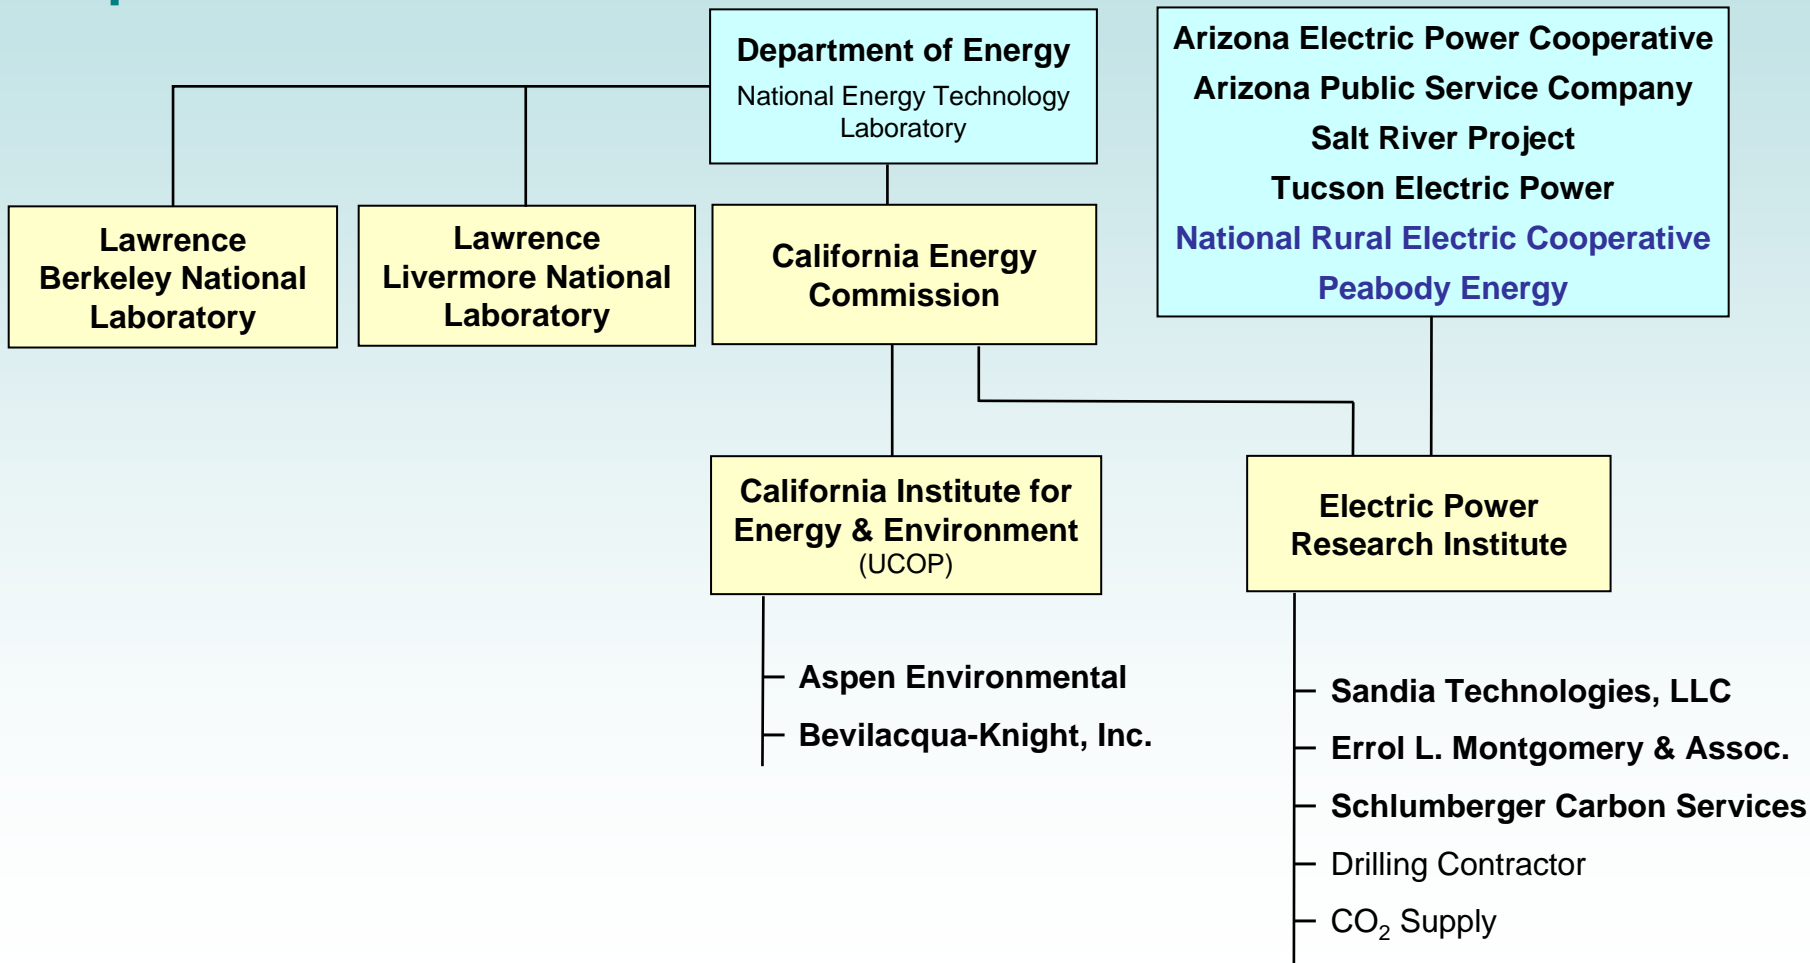 Department of Energy
National Energy Technology
Laboratory
Arizona Electric Power Cooperative
Arizona Public Service Company
Salt River Project
Tucson Electric Power
National Rural Electric Cooperative
Peabody Energy
Lawrence
Berkeley National
Laboratory
Lawrence
Livermore National
Laboratory
California Energy
Commission
California Institute for
Energy & Environment
(UCOP)
Electric Power
Research Institute
Aspen Environmental
Bevilacqua-Knight, Inc.
Sandia Technologies, LLC
Errol L. Montgomery & Assoc.
Schlumberger Carbon Services
Drilling Contractor
CO₂ Supply